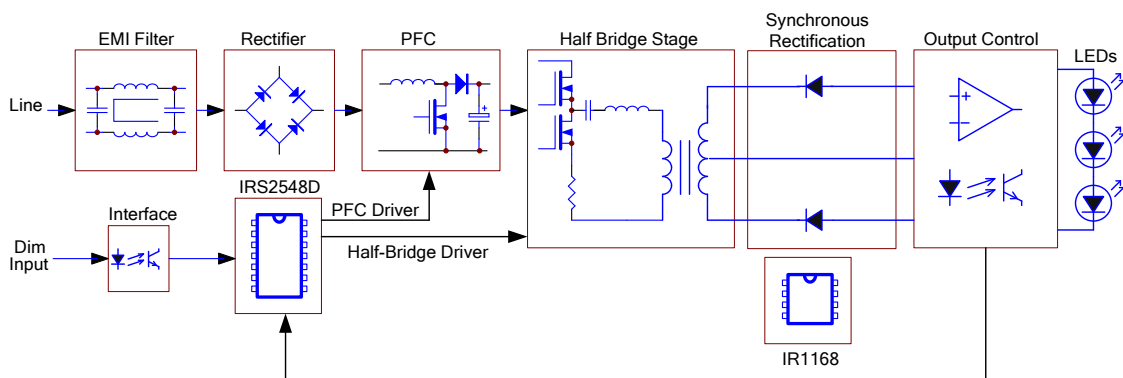 EMI Filter
Rectifier
PFC
Half Bridge Stage
Synchronous
Rectification
Output Control
LEDs
Line
IRS2548D
Interface
PFC Driver
Dim
Input
Half-Bridge Driver
IR1168